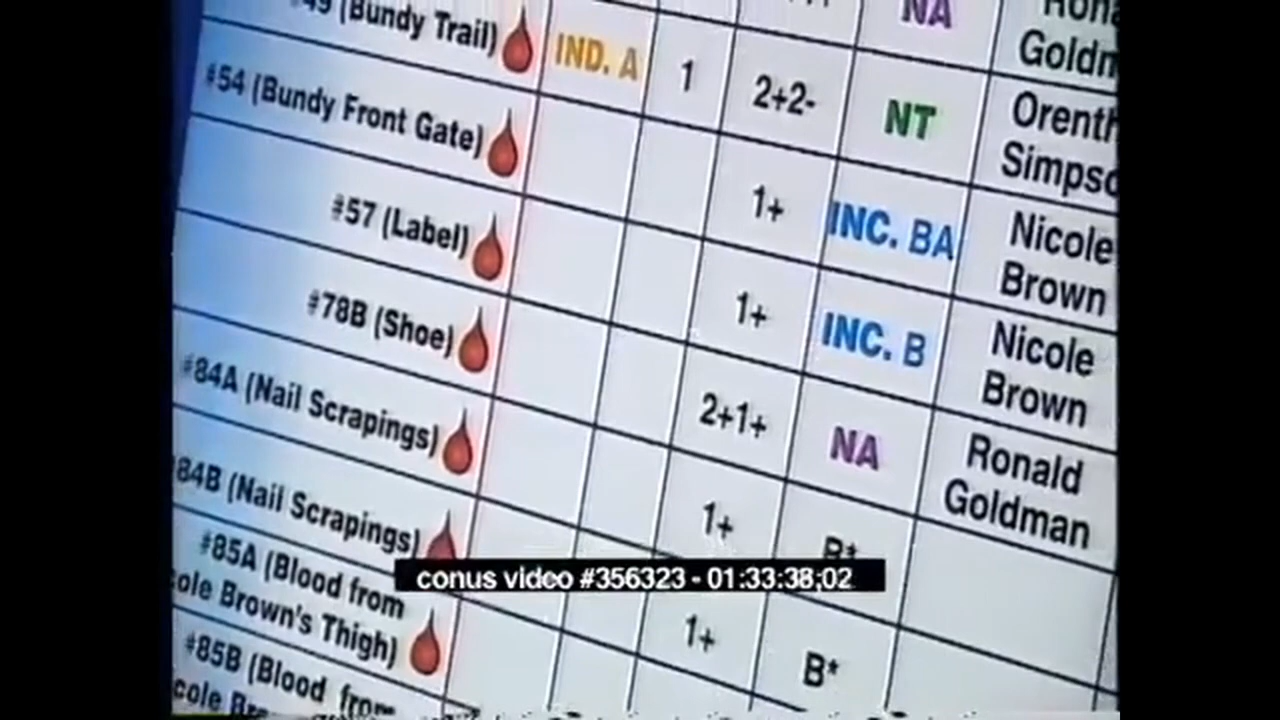 NA Rona
Goldm
#49 (Bundy Trail) IND. A 1 2+2- NT Orenth
Simpso
#54 (Bundy Front Gate) 1+ INC. BA Nicole
Brown
#57 (Label) 1+ INC. B Nicole
Brown
#78B (Shoe) 2+1+ NA Ronald
Goldman
#84A (Nail Scrapings) 1+ B*
84B (Nail Scrapings) 1+ B*
#85A (Blood from
cole Brown's Thigh)
#85B (Blood from
cole Br
conus video #356323 - 01:33:38;02